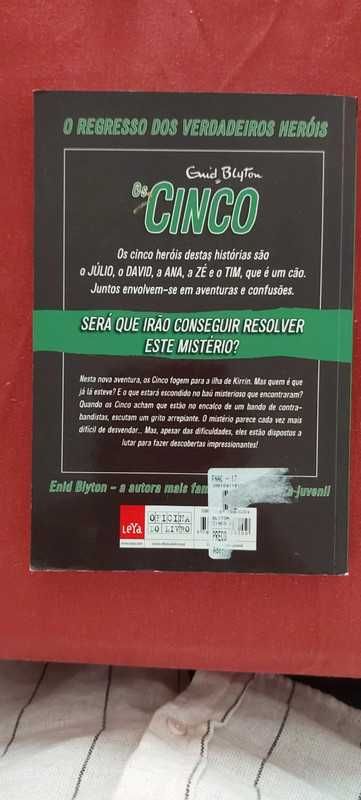 O REGRESSO DOS VERDADEIROS HERÓIS
Enid Blyton
Os CINCO
Os cinco heróis destas histórias são
o JÚLIO, o DAVID, a ANA, a ZÉ e o TIM, que é um cão.
Juntos envolvem-se em aventuras e confusões.
SERÁ QUE IRÃO CONSEGUIR RESOLVER
ESTE MISTÉRIO?
Nesta nova aventura, os Cinco fogem para a ilha de Kirrin. Mas quem é que
já lá esteve? E o que estará escondido no baú misterioso que encontraram?
Quando os Cinco acham que estão no encalço de um bando de contra-
bandistas, escutam um grito arrepiante. O mistério parece cada vez mais
difícil de desvendar... Mas, apesar das dificuldades, eles estão dispostos a
lutar para fazer descobertas impressionantes!
FNAC - 17
Enid Blyton – a autora mais juvenil
LEYA
OFICINA
DO LIVRO
BLYTON